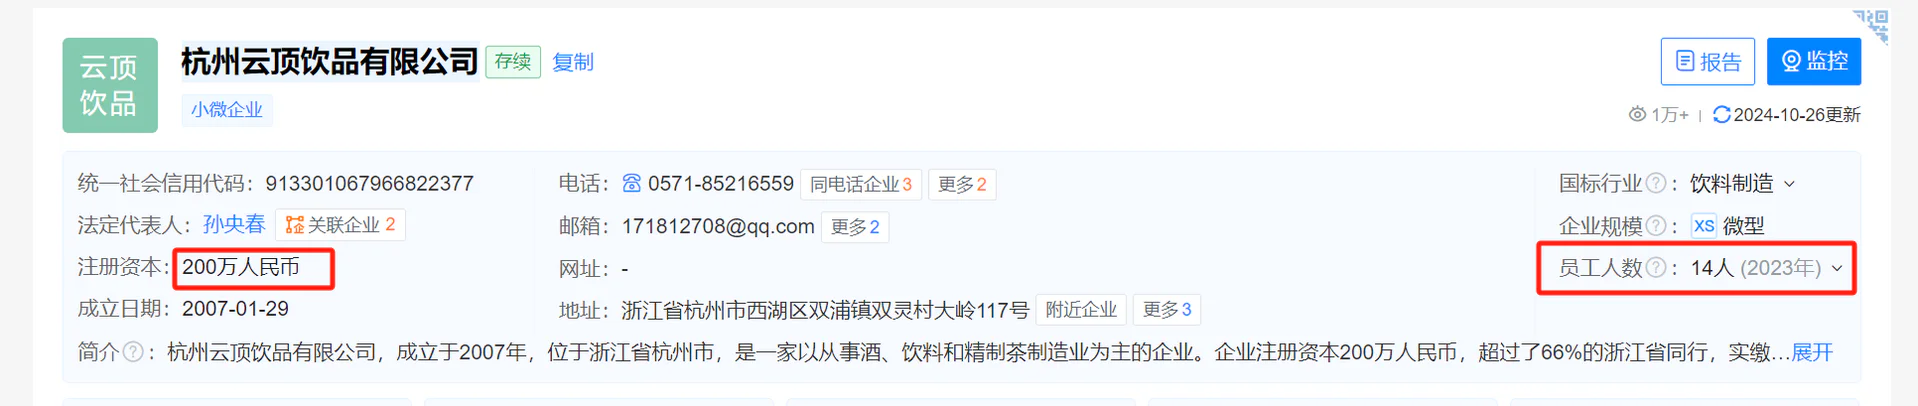 云顶
饮品
杭州云顶饮品有限公司 存续 复制
小微企业
报告 监控
1万+ | 2024-10-26更新
统一社会信用代码：913301067966822377
法定代表人：孙央春 关联企业 2
注册资本：200万人民币
成立日期：2007-01-29
电话：0571-85216559 同电话企业3 更多2
邮箱：171812708@qq.com 更多2
网址：-
地址：浙江省杭州市西湖区双浦镇双灵村大岭117号 附近企业 更多3
国标行业?：饮料制造
企业规模?：XS 微型
员工人数?：14人 (2023年)
简介?：杭州云顶饮品有限公司，成立于2007年，位于浙江省杭州市，是一家以从事酒、饮料和精制茶制造业为主的企业。企业注册资本200万人民币，超过了66%的浙江省同行，实缴...展开